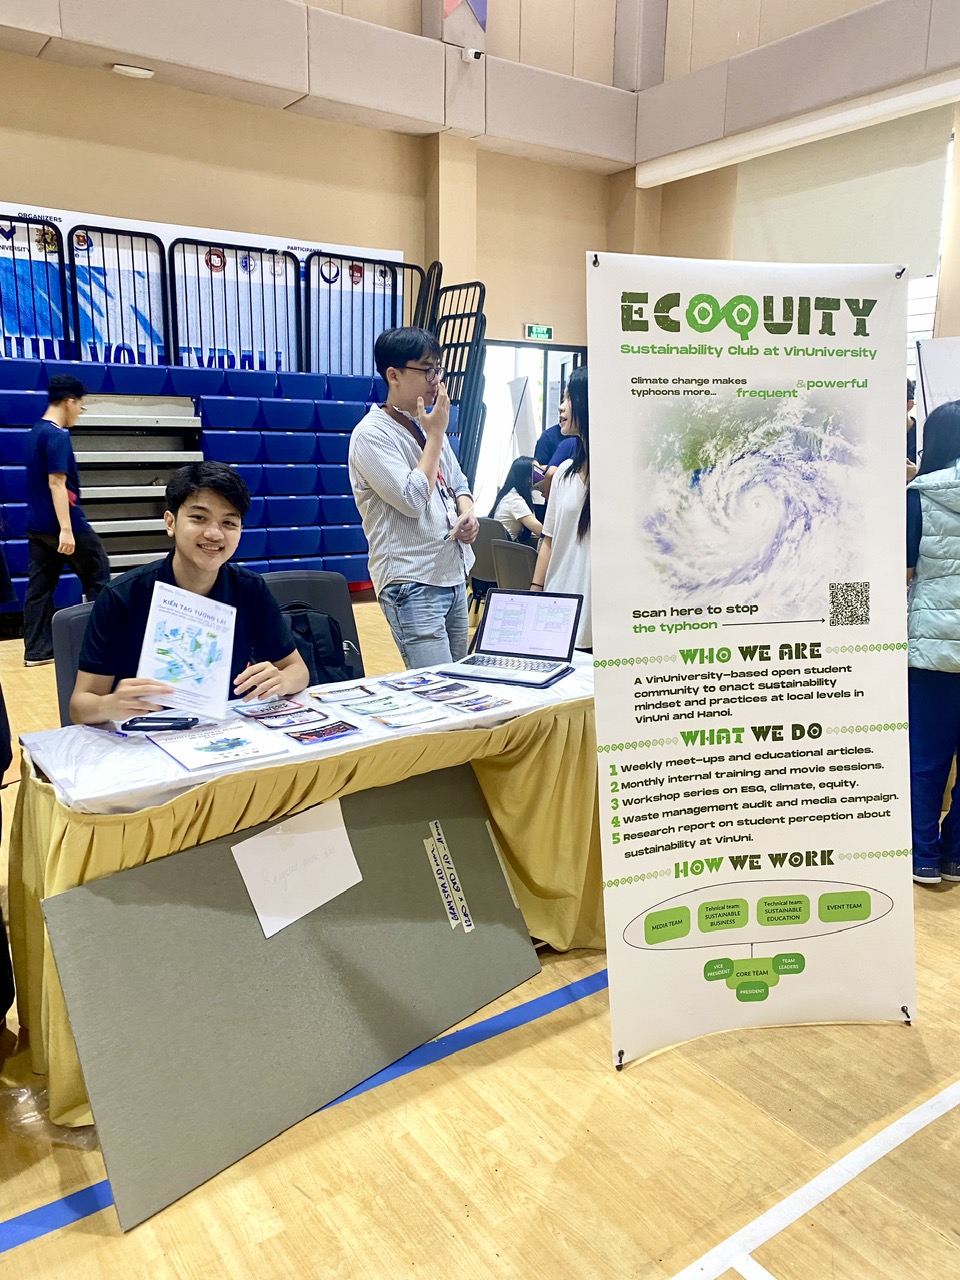 ORGANIZERS
PARTICIPANTS
EXIT
KIẾN TẠO TƯƠNG LAI
ECOQUITY
Sustainability Club at VinUniversity
Climate change makes
typhoons more... frequent & powerful
Scan here to stop
the typhoon
WHO WE ARE
A VinUniversity-based open student
community to enact sustainability
mindset and practices at local levels in
VinUni and Hanoi.
WHAT WE DO
1 Weekly meet-ups and educational articles.
2 Monthly internal training and movie sessions.
3 Workshop series on ESG, climate, equity.
4 Waste management audit and media campaign.
5 Research report on student perception about
sustainability at VinUni.
HOW WE WORK
MEDIA TEAM
Tehnical team:
SUSTAINABLE
BUSINESS
Technical team:
SUSTAINABLE
EDUCATION
EVENT TEAM
VICE
PRESIDENT
CORE TEAM
TEAM
LEADERS
PRESIDENT